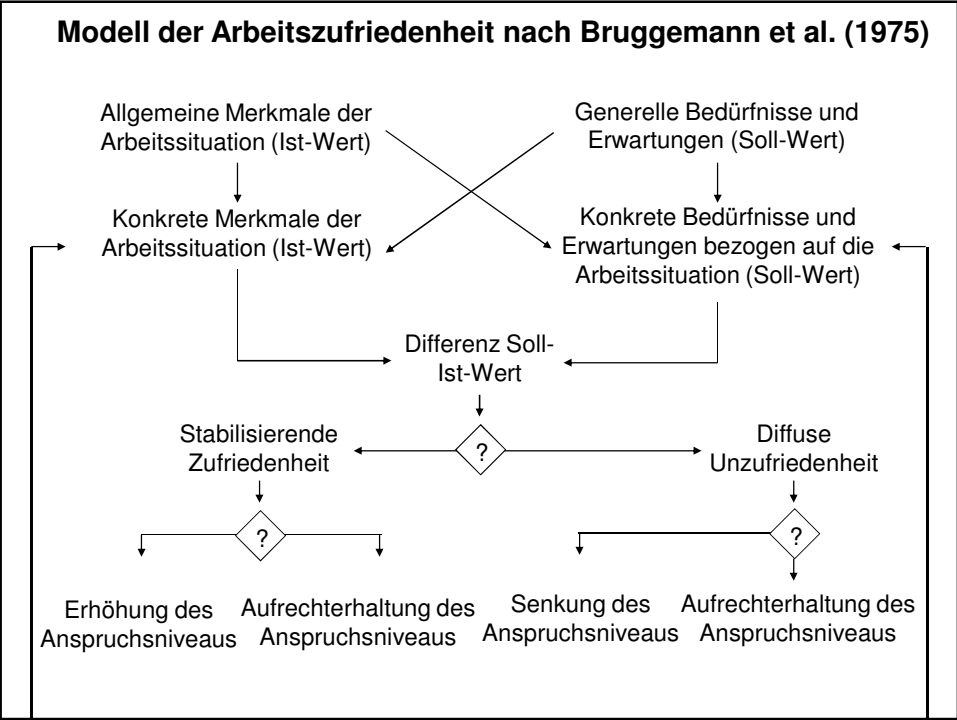 Modell der Arbeitszufriedenheit nach Bruggemann et al. (1975)
Allgemeine Merkmale der
Arbeitssituation (Ist-Wert)
Generelle Bedürfnisse und
Erwartungen (Soll-Wert)
Konkrete Merkmale der
Arbeitssituation (Ist-Wert)
Konkrete Bedürfnisse und
Erwartungen bezogen auf die
Arbeitssituation (Soll-Wert)
Differenz Soll-
Ist-Wert
Stabilisierende
Zufriedenheit
?
Diffuse
Unzufriedenheit
?
?
Erhöhung des
Anspruchsniveaus
Aufrechterhaltung des
Anspruchsniveaus
Senkung des
Anspruchsniveaus
Aufrechterhaltung des
Anspruchsniveaus